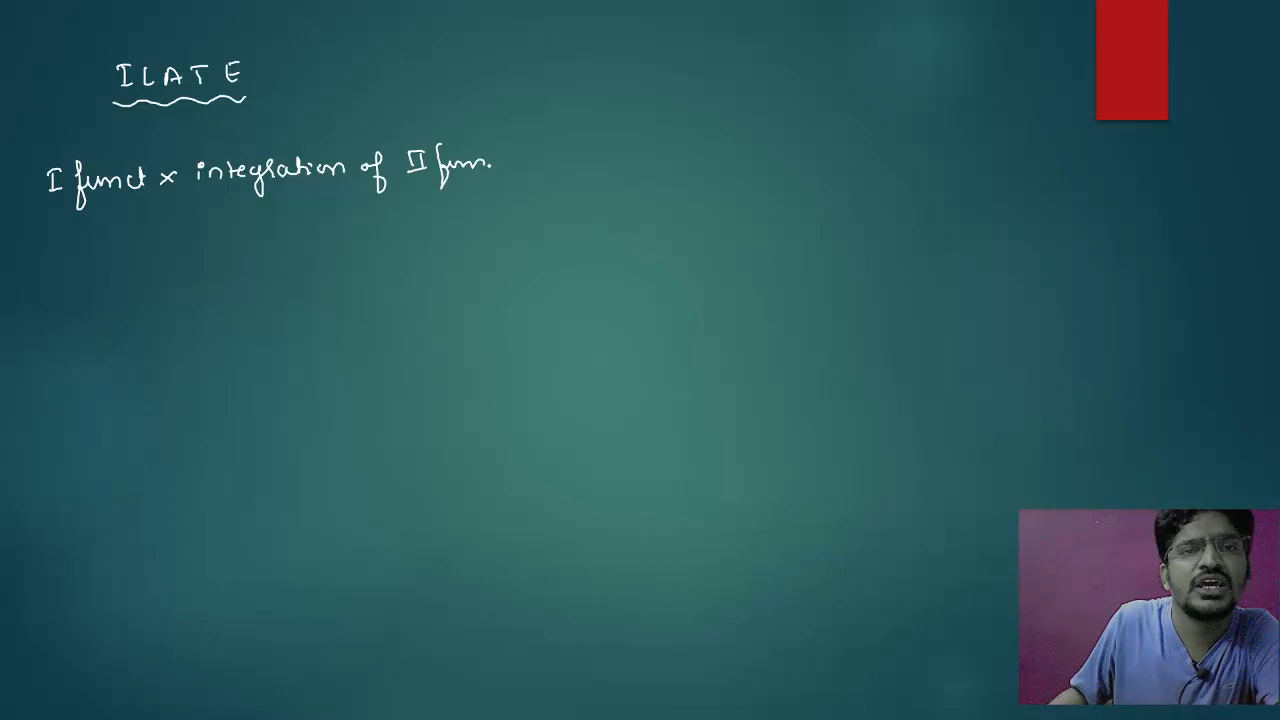 ILATE
I funct × integration of II fun.